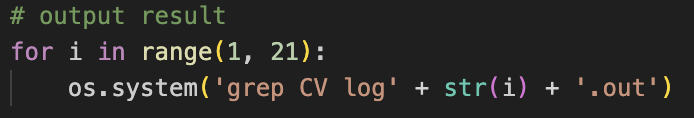 # output result
for i in range(1, 21):
    os.system('grep CV log' + str(i) + '.out')